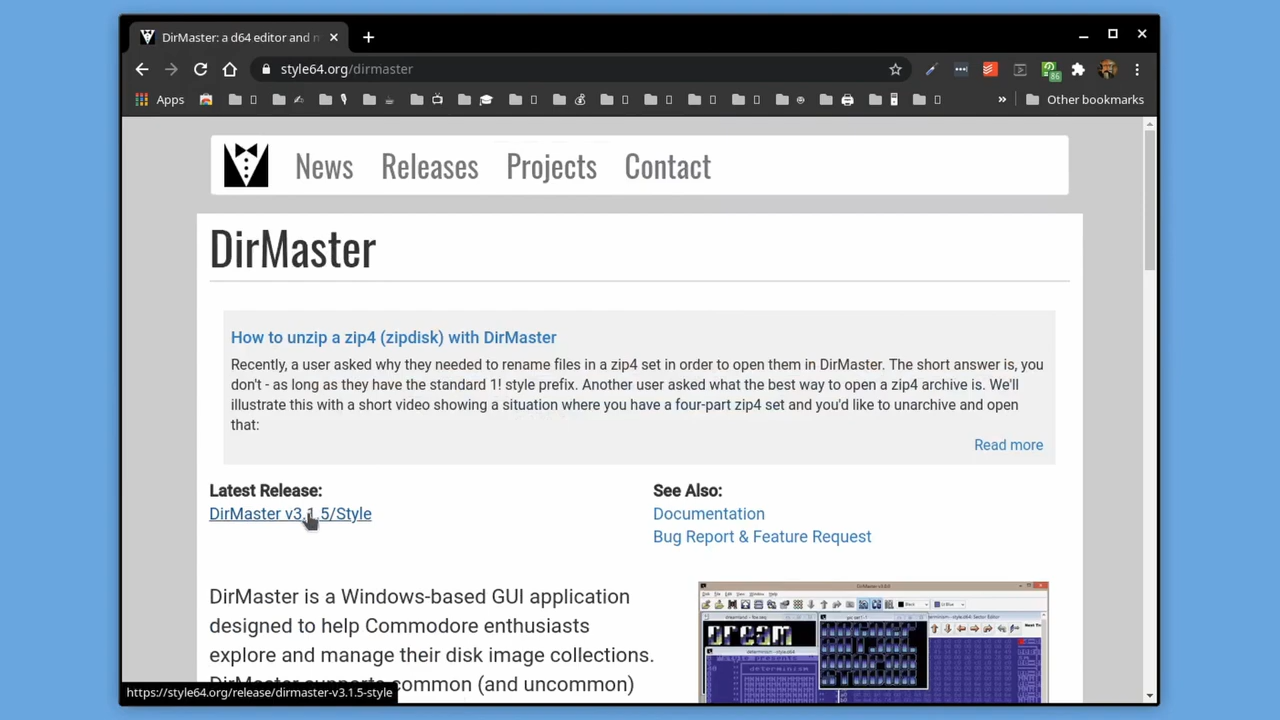 DirMaster: a d64 editor and m
style64.org/dirmaster
86
Apps
Other bookmarks
News Releases Projects Contact
DirMaster
How to unzip a zip4 (zipdisk) with DirMaster
Recently, a user asked why they needed to rename files in a zip4 set in order to open them in DirMaster. The short answer is, you
don't - as long as they have the standard 1! style prefix. Another user asked what the best way to open a zip4 archive is. We'll
illustrate this with a short video showing a situation where you have a four-part zip4 set and you'd like to unarchive and open
that:
Read more
Latest Release:
DirMaster v3.1.5/Style
See Also:
Documentation
Bug Report & Feature Request
DirMaster is a Windows-based GUI application
designed to help Commodore enthusiasts
explore and manage their disk image collections.
DirMaster supports common (and uncommon)
dream
https://style64.org/release/dirmaster-v3.1.5-style